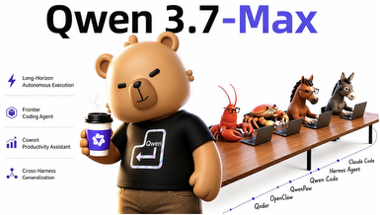 Qwen 3.7-Max
Long-Horizon
Autonomous Execution
Frontier
Coding Agent
Cowork
Productivity Assistant
Cross-Harness
Generalization
Qwen
Qoder
OpenClaw
QwenPaw
Qwen Code
Hermes Agent
Claude Code